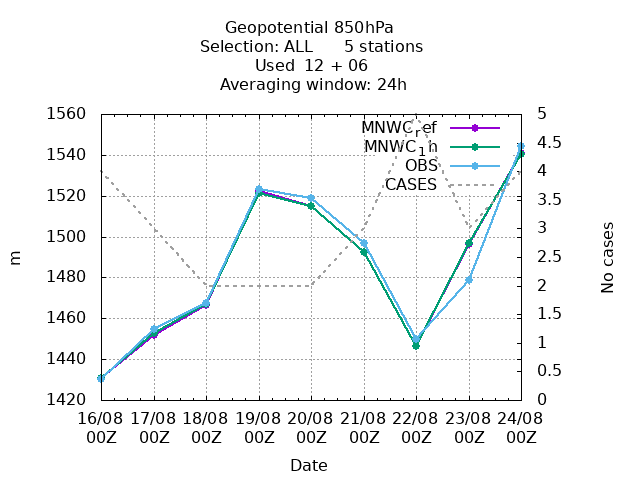 Geopotential 850hPa
Selection: ALL      5 stations
Used  12 + 06
Averaging window: 24h
1560
1540
1520
1500
1480
1460
1440
1420
m
5
4.5
4
3.5
3
2.5
2
1.5
1
0.5
0
No cases
MNWC_ref
MNWC_1h
OBS
CASES
16/08 17/08 18/08 19/08 20/08 21/08 22/08 23/08 24/08
00Z 00Z 00Z 00Z 00Z 00Z 00Z 00Z 00Z
Date